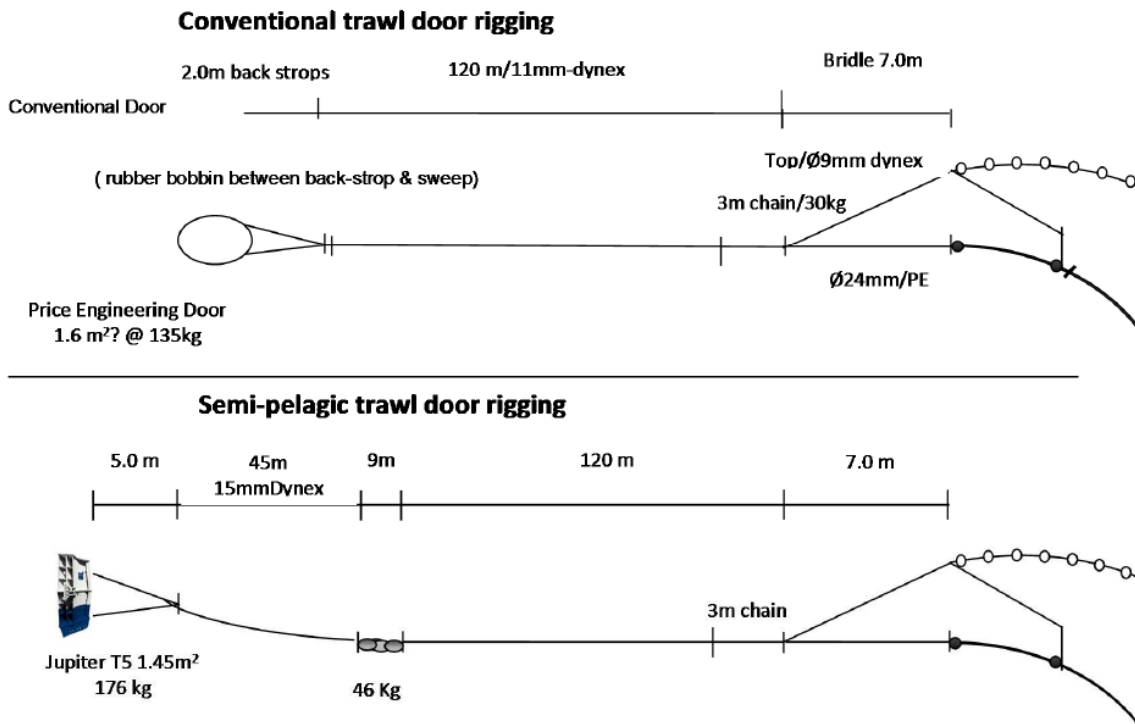 Conventional trawl door rigging
2.0m back strops
120 m/11mm-dynex
Bridle 7.0m
Conventional Door
Top/Ø9mm dynex
( rubber bobbin between back-strop & sweep)
3m chain/30kg
Ø24mm/PE
Price Engineering Door
1.6 m²? @ 135kg
Semi-pelagic trawl door rigging
5.0 m
45m
15mmDynex
9m
120 m
7.0 m
3m chain
Jupiter T5 1.45m²
176 kg
46 Kg